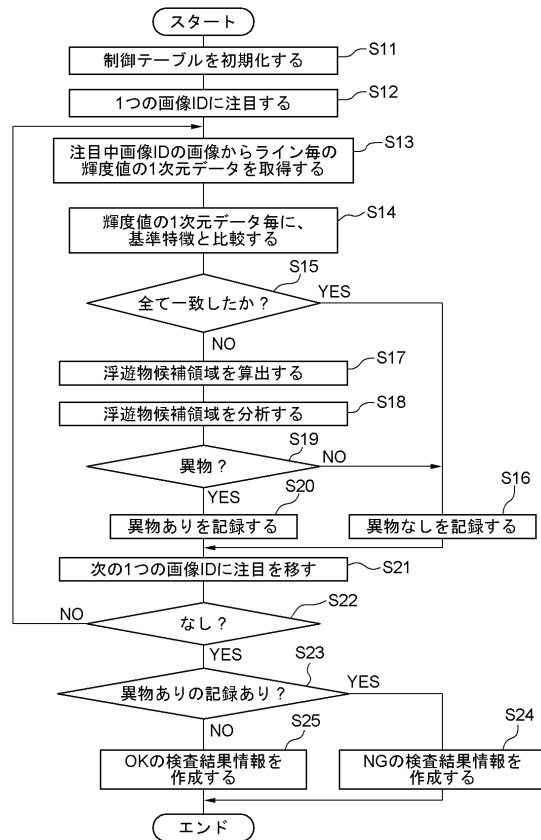 スタート
制御テーブルを初期化する
S11
1つの画像IDに注目する
S12
注目中画像IDの画像からライン毎の
輝度値の1次元データを取得する
S13
輝度値の1次元データ毎に、
基準特徴と比較する
S14
全て一致したか?
S15
YES
NO
浮遊物候補領域を算出する
S17
浮遊物候補領域を分析する
S18
異物?
S19
NO
YES
異物ありを記録する
S20
異物なしを記録する
S16
次の1つの画像IDに注目を移す
S21
なし?
S22
NO
YES
異物ありの記録あり?
S23
YES
NO
OKの検査結果情報を
作成する
S25
NGの検査結果情報を
作成する
S24
エンド